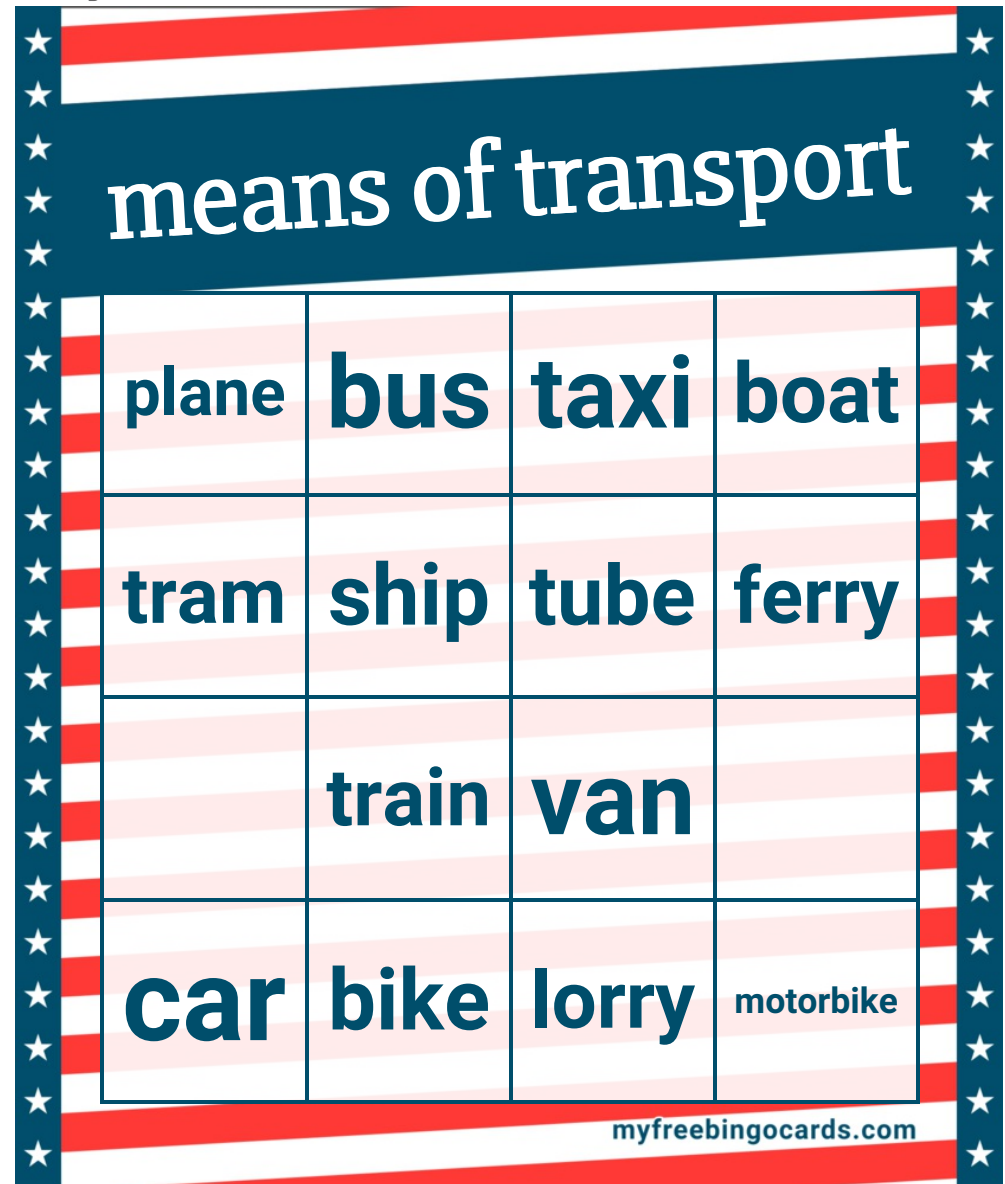 means of transport
plane bus taxi boat
tram ship tube ferry
train van
car bike lorry motorbike
myfreebingocards.com